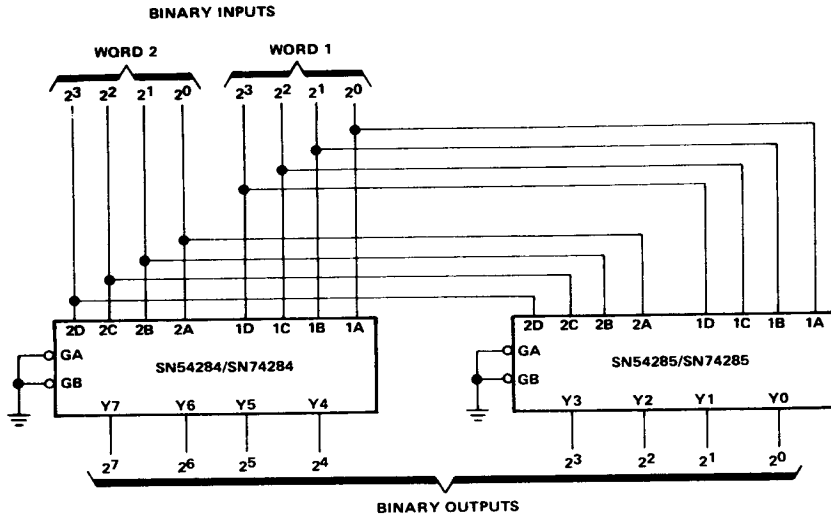 BINARY INPUTS
WORD 2 WORD 1
2³ 2² 2¹ 2⁰ 2³ 2² 2¹ 2⁰
2D 2C 2B 2A 1D 1C 1B 1A 2D 2C 2B 2A 1D 1C 1B 1A
GA GA
SN54284/SN74284 SN54285/SN74285
GB GB
Y7 Y6 Y5 Y4 Y3 Y2 Y1 Y0
2⁷ 2⁶ 2⁵ 2⁴ 2³ 2² 2¹ 2⁰
BINARY OUTPUTS